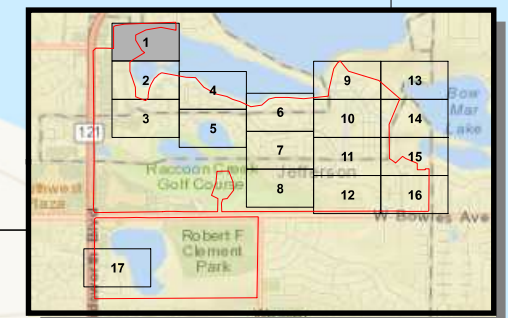 1
2
3
4
5
6
7
8
9
10
11
12
13
14
15
16
17
121
Bow
Mar
Lake
Raccoon Creek
Golf Course
Jefferson
W Bowles Ave
Robert F
Clement
Park